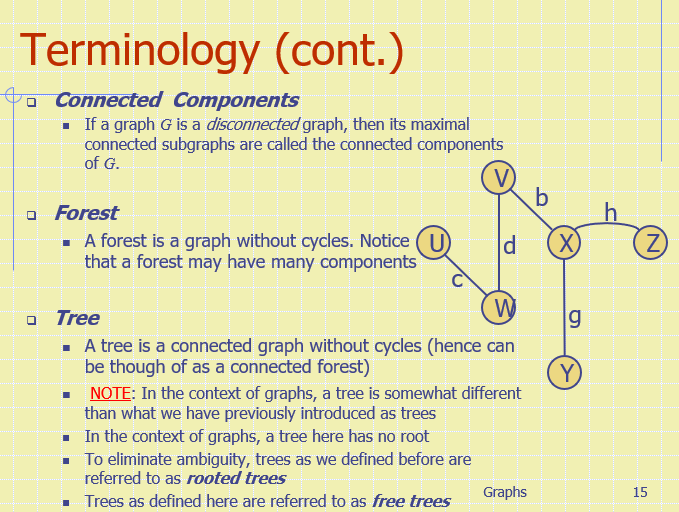 Terminology (cont.)
Connected Components
If a graph G is a disconnected graph, then its maximal
connected subgraphs are called the connected components
of G.
Forest
A forest is a graph without cycles. Notice
that a forest may have many components
Tree
A tree is a connected graph without cycles (hence can
be though of as a connected forest)
NOTE: In the context of graphs, a tree is somewhat different
than what we have previously introduced as trees
In the context of graphs, a tree here has no root
To eliminate ambiguity, trees as we defined before are
referred to as rooted trees
Trees as defined here are referred to as free trees
V
b
h
U
d
X
Z
c
W
g
Y
Graphs
15